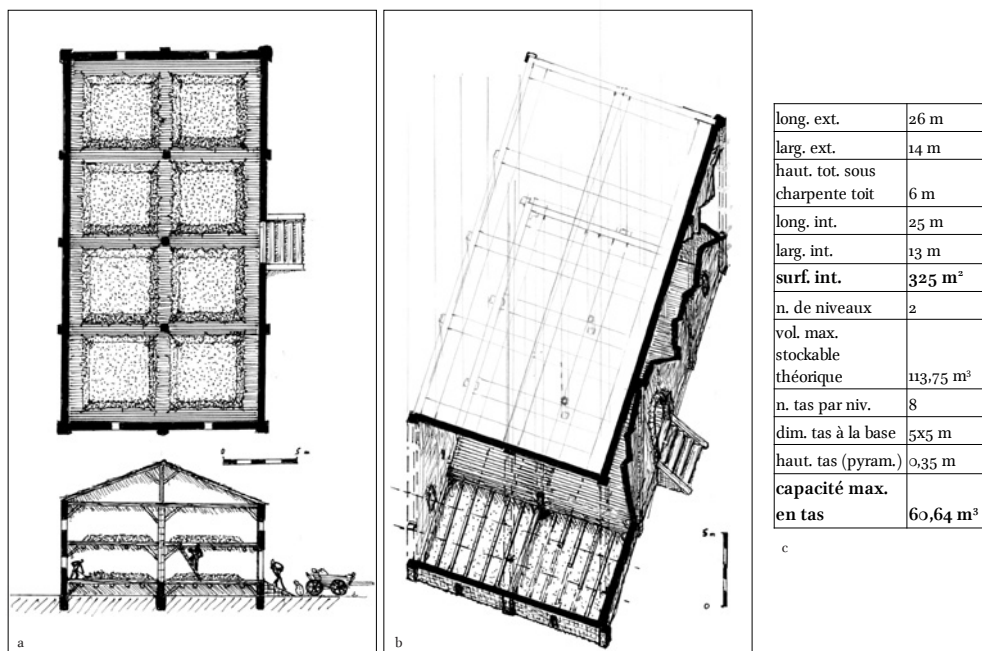 0 5 m
a
5 m
0
b
long. ext. 26 m
larg. ext. 14 m
haut. tot. sous
charpente toit 6 m
long. int. 25 m
larg. int. 13 m
surf. int. 325 m²
n. de niveaux 2
vol. max.
stockable
théorique 113,75 m³
n. tas par niv. 8
dim. tas à la base 5x5 m
haut. tas (pyram.) 0,35 m
capacité max.
en tas 60,64 m³
c